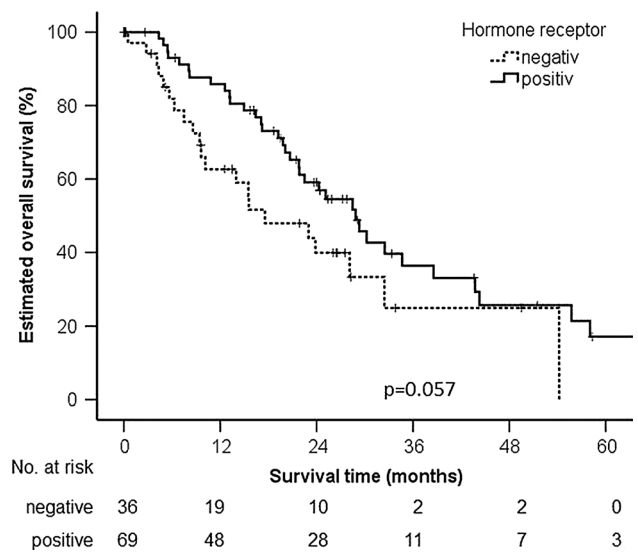 Hormone receptor
negativ
positiv
Estimated overall survival (%)
100
80
60
40
20
0
p=0.057
0 12 24 36 48 60
No. at risk
Survival time (months)
negative 36 19 10 2 2 0
positive 69 48 28 11 7 3